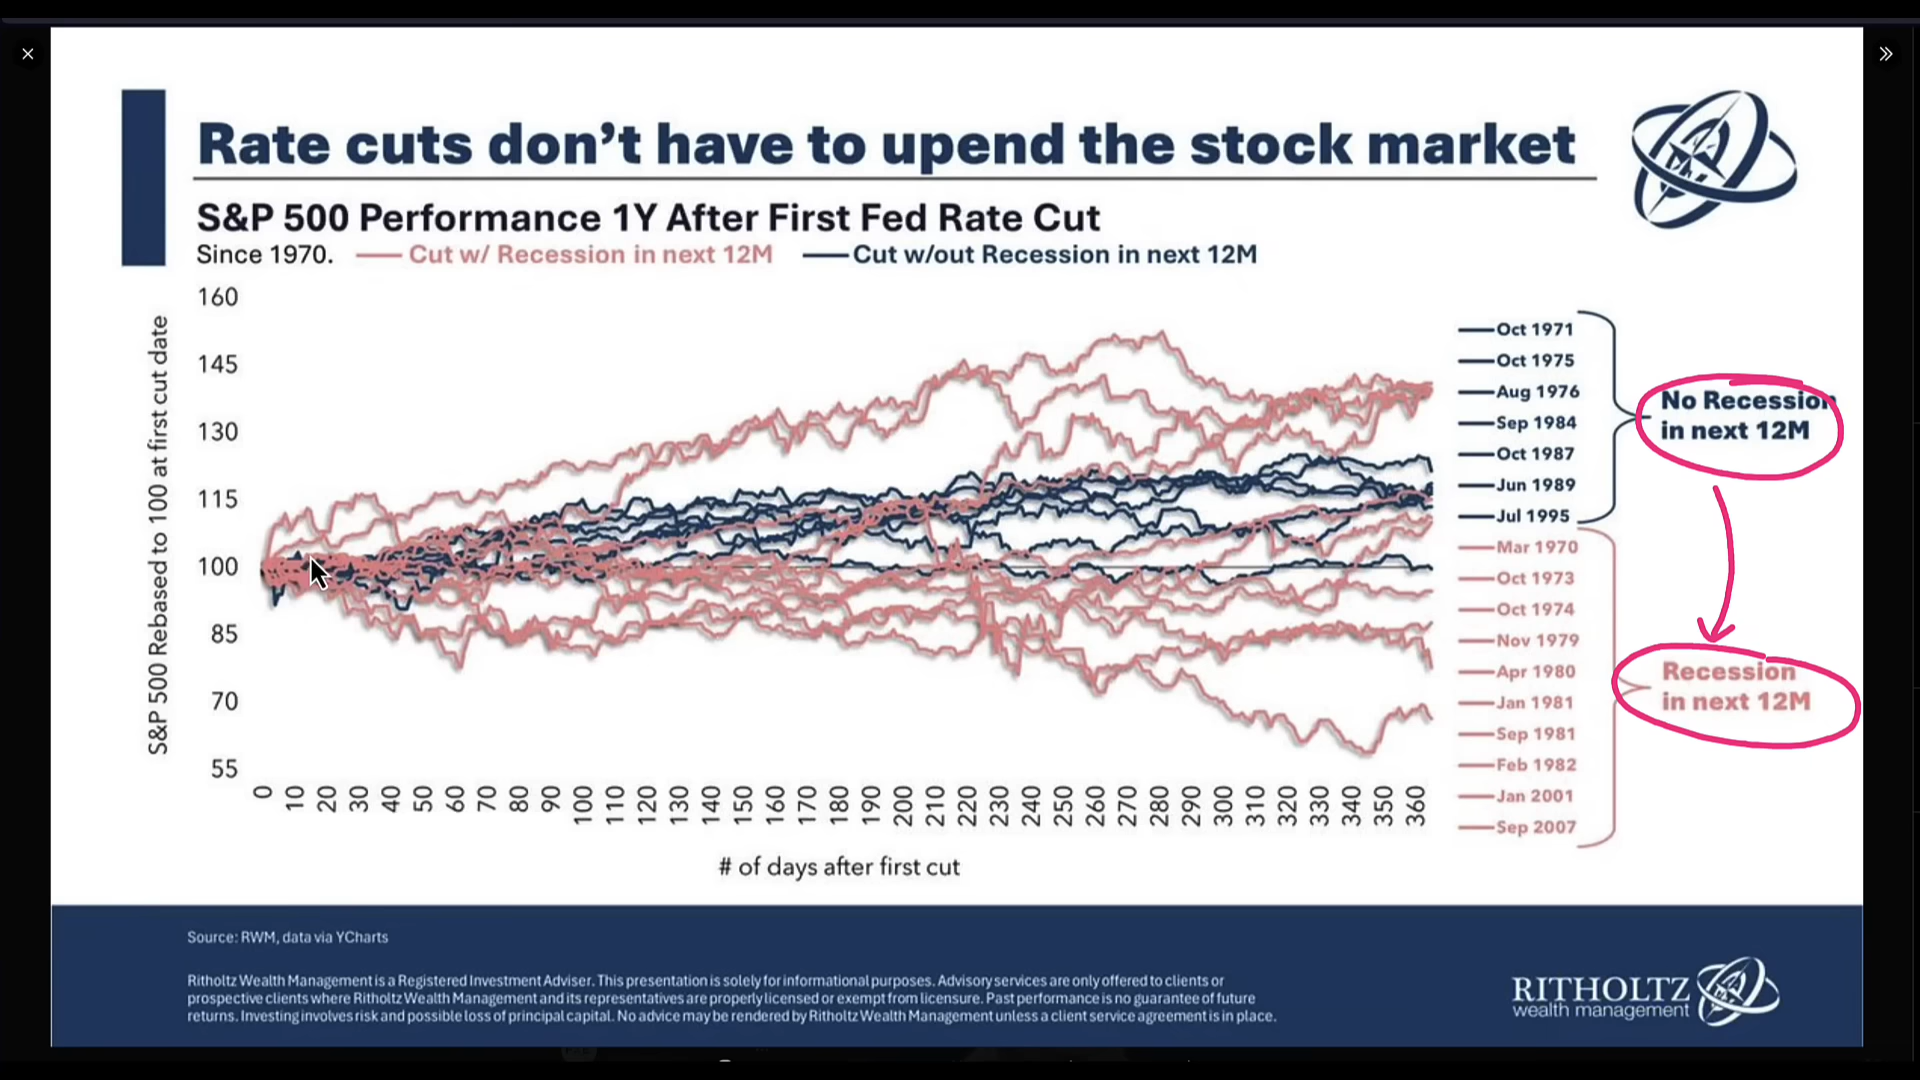 Rate cuts don't have to upend the stock market
S&P 500 Performance 1Y After First Fed Rate Cut
Since 1970. Cut w/ Recession in next 12M Cut w/out Recession in next 12M
S&P 500 Rebased to 100 at first cut date
160
145
130
115
100
85
70
55
0 10 20 30 40 50 60 70 80 90 100 110 120 130 140 150 160 170 180 190 200 210 220 230 240 250 260 270 280 290 300 310 320 330 340 350 360
# of days after first cut
Oct 1971
Oct 1975
Aug 1976
Sep 1984
Oct 1987
Jun 1989
Jul 1995
Mar 1970
Oct 1973
Oct 1974
Nov 1979
Apr 1980
Jan 1981
Sep 1981
Feb 1982
Jan 2001
Sep 2007
No Recession
in next 12M
Recession
in next 12M
Source: RWM, data via YCharts
Ritholtz Wealth Management is a Registered Investment Adviser. This presentation is solely for informational purposes. Advisory services are only offered to clients or
prospective clients where Ritholtz Wealth Management and its representatives are properly licensed or exempt from licensure. Past performance is no guarantee of future
returns. Investing involves risk and possible loss of principal capital. No advice may be rendered by Ritholtz Wealth Management unless a client service agreement is in place.
RITHOLTZ
wealth management